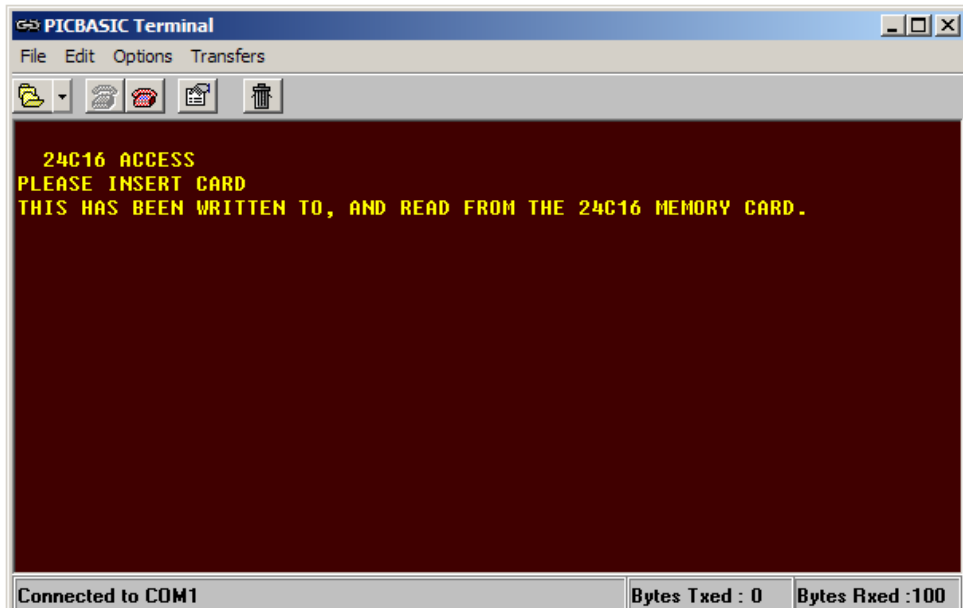 PICBASIC Terminal
File Edit Options Transfers
24C16 ACCESS
PLEASE INSERT CARD
THIS HAS BEEN WRITTEN TO, AND READ FROM THE 24C16 MEMORY CARD.
Connected to COM1 Bytes Txed : 0 Bytes Rxed :100